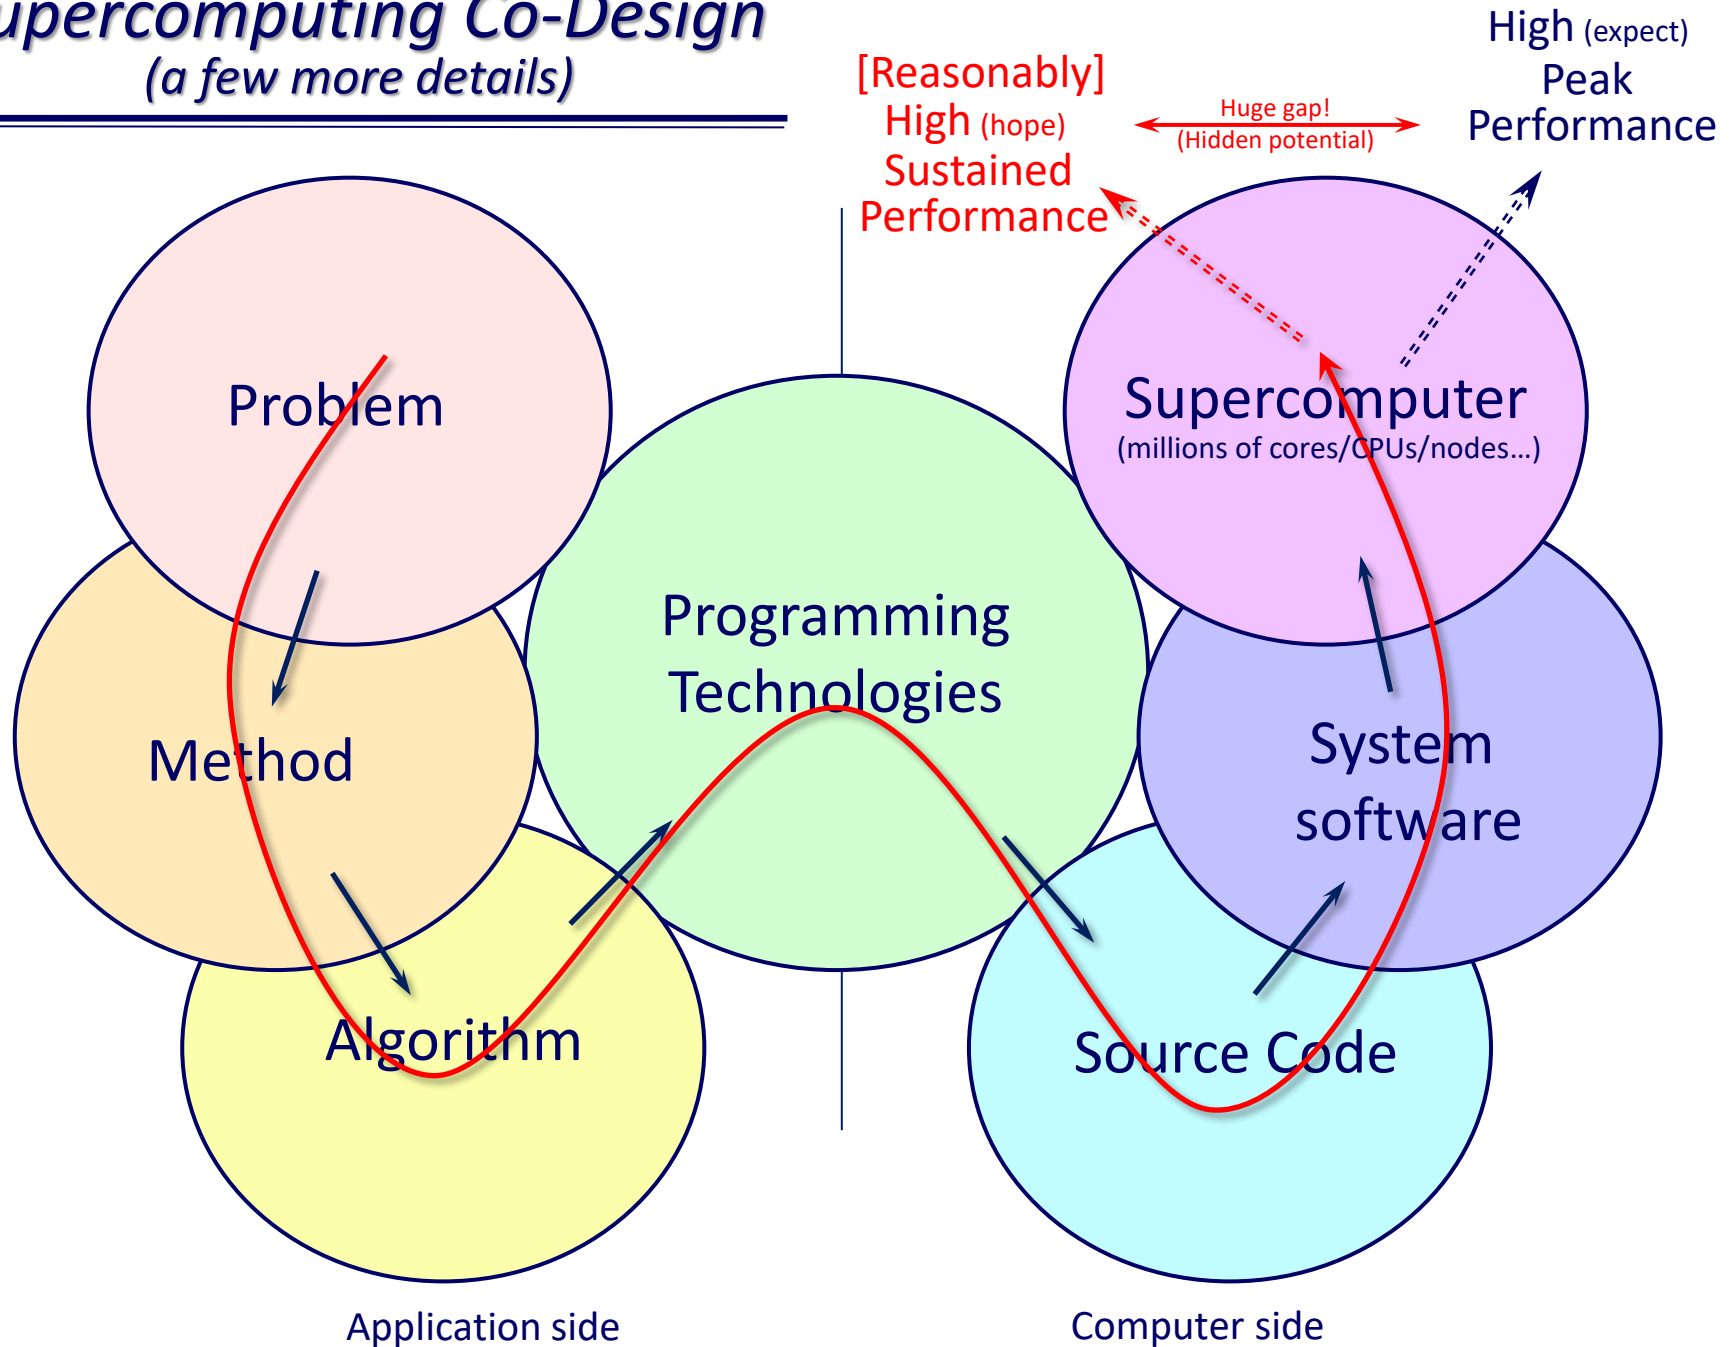 upercomputing Co-Design
(a few more details)
[Reasonably]
High (hope)
Sustained
Performance
Huge gap!
(Hidden potential)
High (expect)
Peak
Performance
Problem
Supercomputer
(millions of cores/CPUs/nodes…)
Programming
Technologies
Method
System
software
Algorithm
Source Code
Application side
Computer side